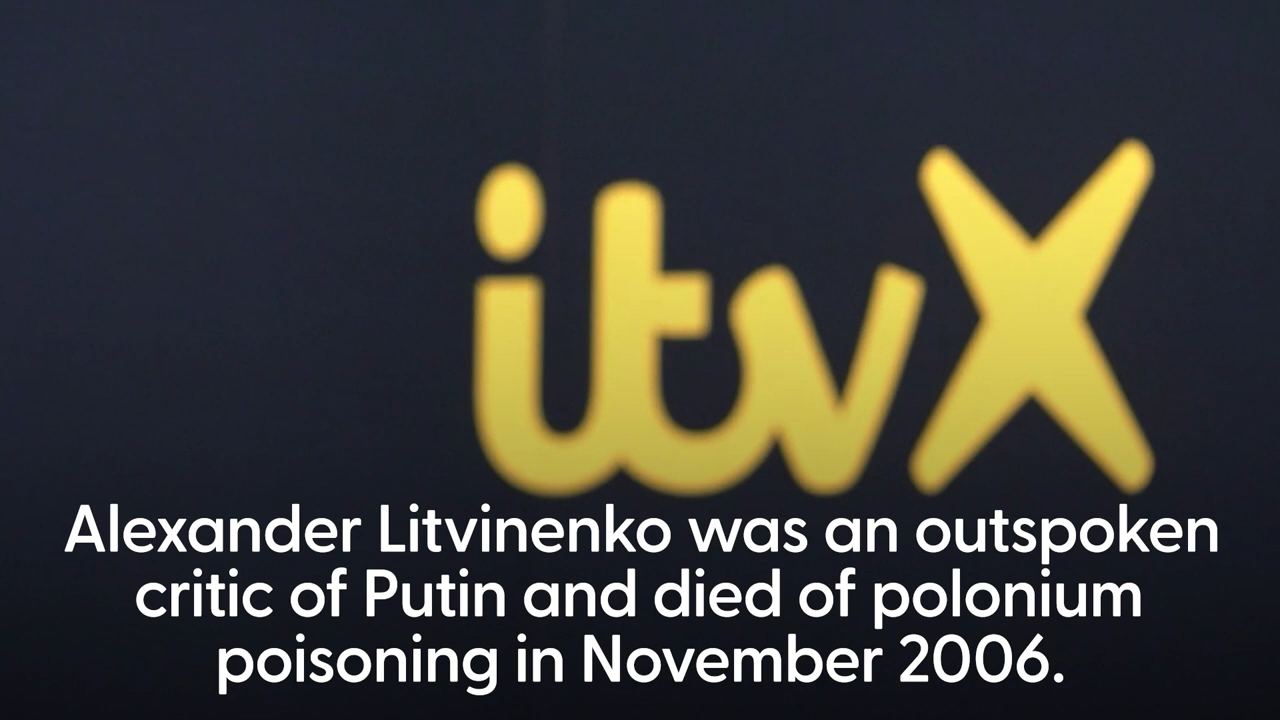 itvX
Alexander Litvinenko was an outspoken
critic of Putin and died of polonium
poisoning in November 2006.